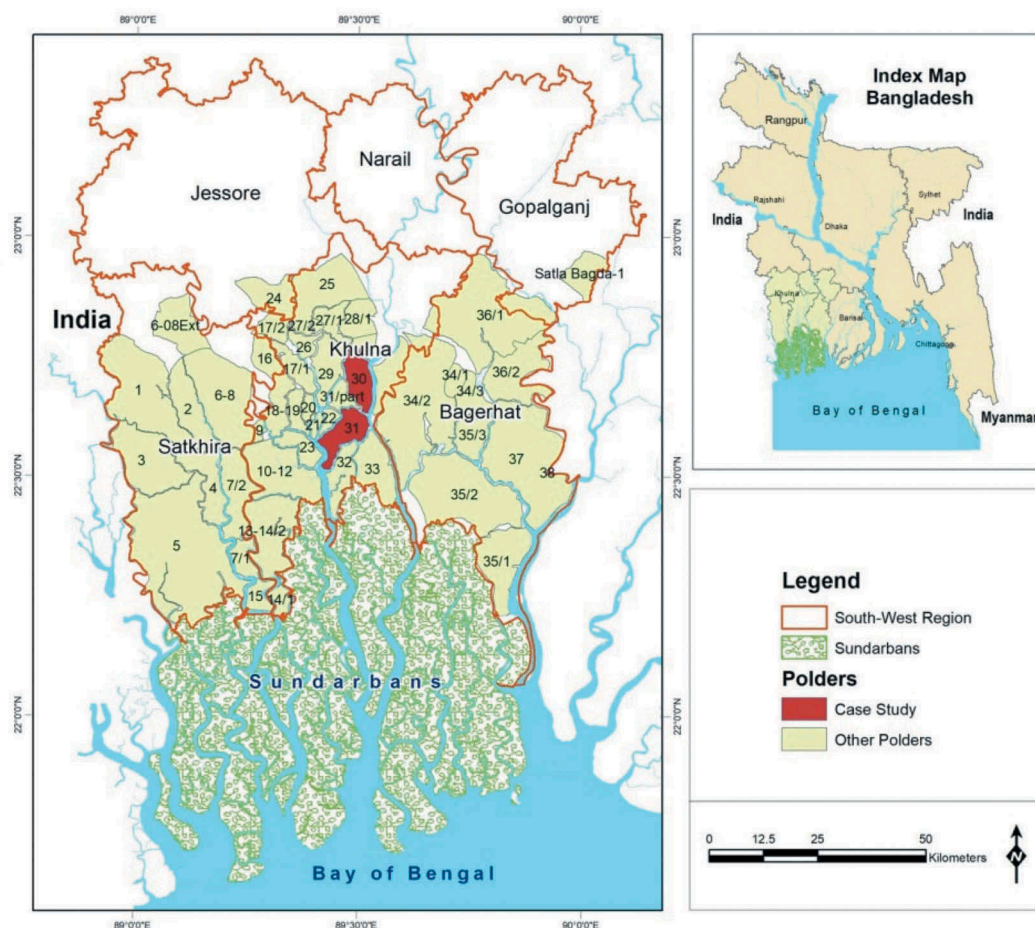 89°0'0"E
89°30'0"E
90°0'0"E
Narail
Jessore
Gopalganj
23°0'0"N
23°0'0"N
Satla Bagda-1
25
24
India
6-08Ext.
17/2
27/2
27/1
28/1
36/1
26
Khulna
16
17/1
29
30
34/1
36/2
1
2
6-8
31/part
34/3
34/2
18-19
20
22
Bagerhat
9
21
31
35/3
Satkhira
23
3
10-12
32
33
37
38
22°30'0"N
22°30'0"N
4
7/2
35/2
13-14/2
5
7/1
35/1
15
14/1
Sundarbans
22°0'0"N
22°0'0"N
Bay of Bengal
89°0'0"E
89°30'0"E
90°0'0"E
Index Map
Bangladesh
Rangpur
Rajshahi
Sylhet
India
India
Dhaka
Khulna
Barisal
Chittagong
Bay of Bengal
Myanmar
Legend
South-West Region
Sundarbans
Polders
Case Study
Other Polders
0 12.5 25 50
Kilometers
N